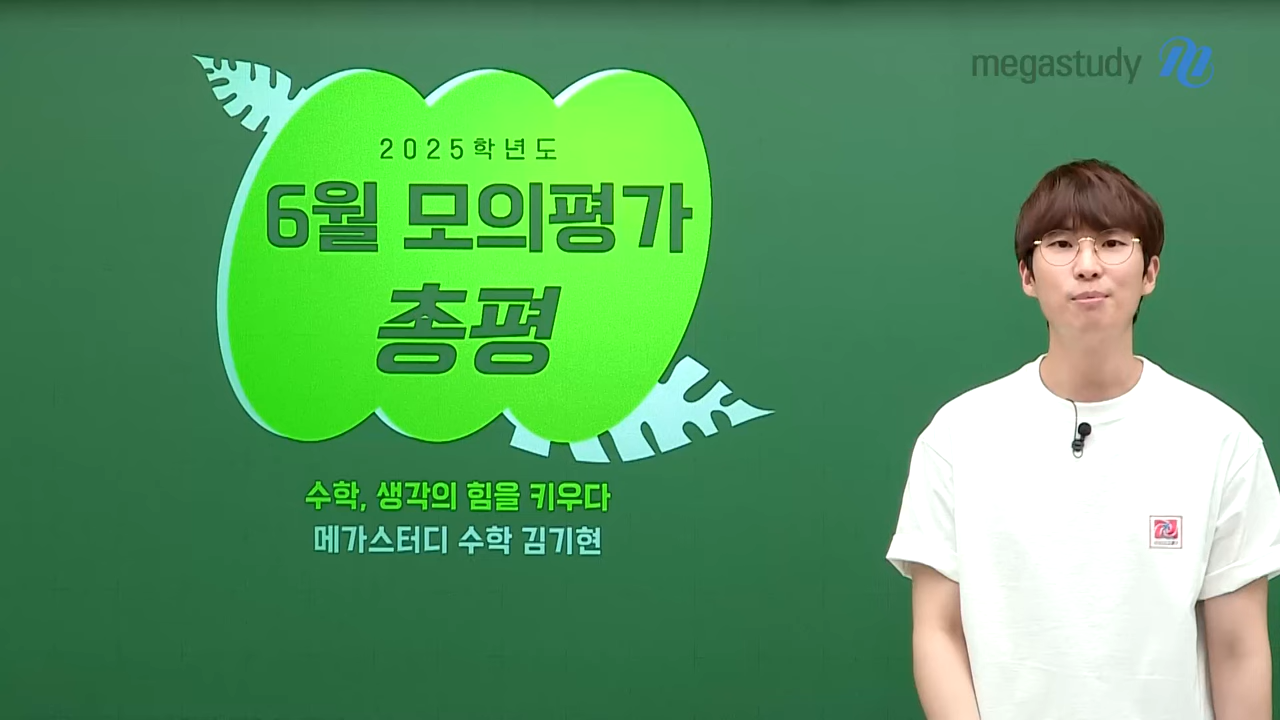 megastudy
2025학년도
6월 모의평가
총평
수학, 생각의 힘을 키우다
메가스터디 수학 김기현